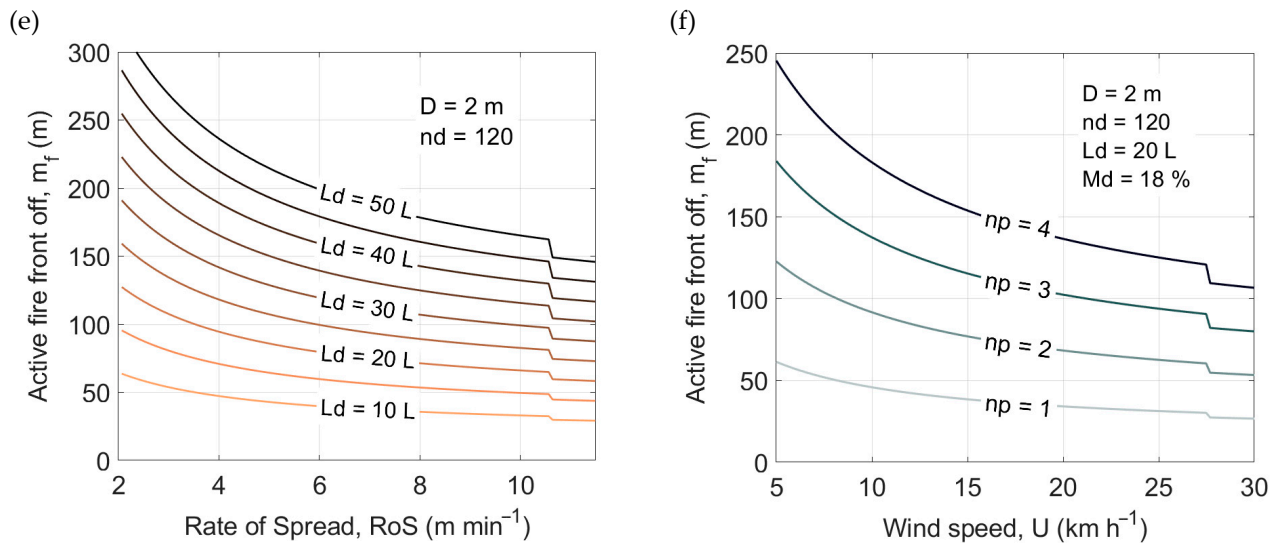 (e)
300
250
200
150
100
50
0
Active fire front off, m_f (m)
D = 2 m
nd = 120
Ld = 50 L
Ld = 40 L
Ld = 30 L
Ld = 20 L
Ld = 10 L
2 4 6 8 10
Rate of Spread, RoS (m min⁻¹)
(f)
250
200
150
100
50
0
Active fire front off, m_f (m)
D = 2 m
nd = 120
Ld = 20 L
Md = 18 %
np = 4
np = 3
np = 2
np = 1
5 10 15 20 25 30
Wind speed, U (km h⁻¹)